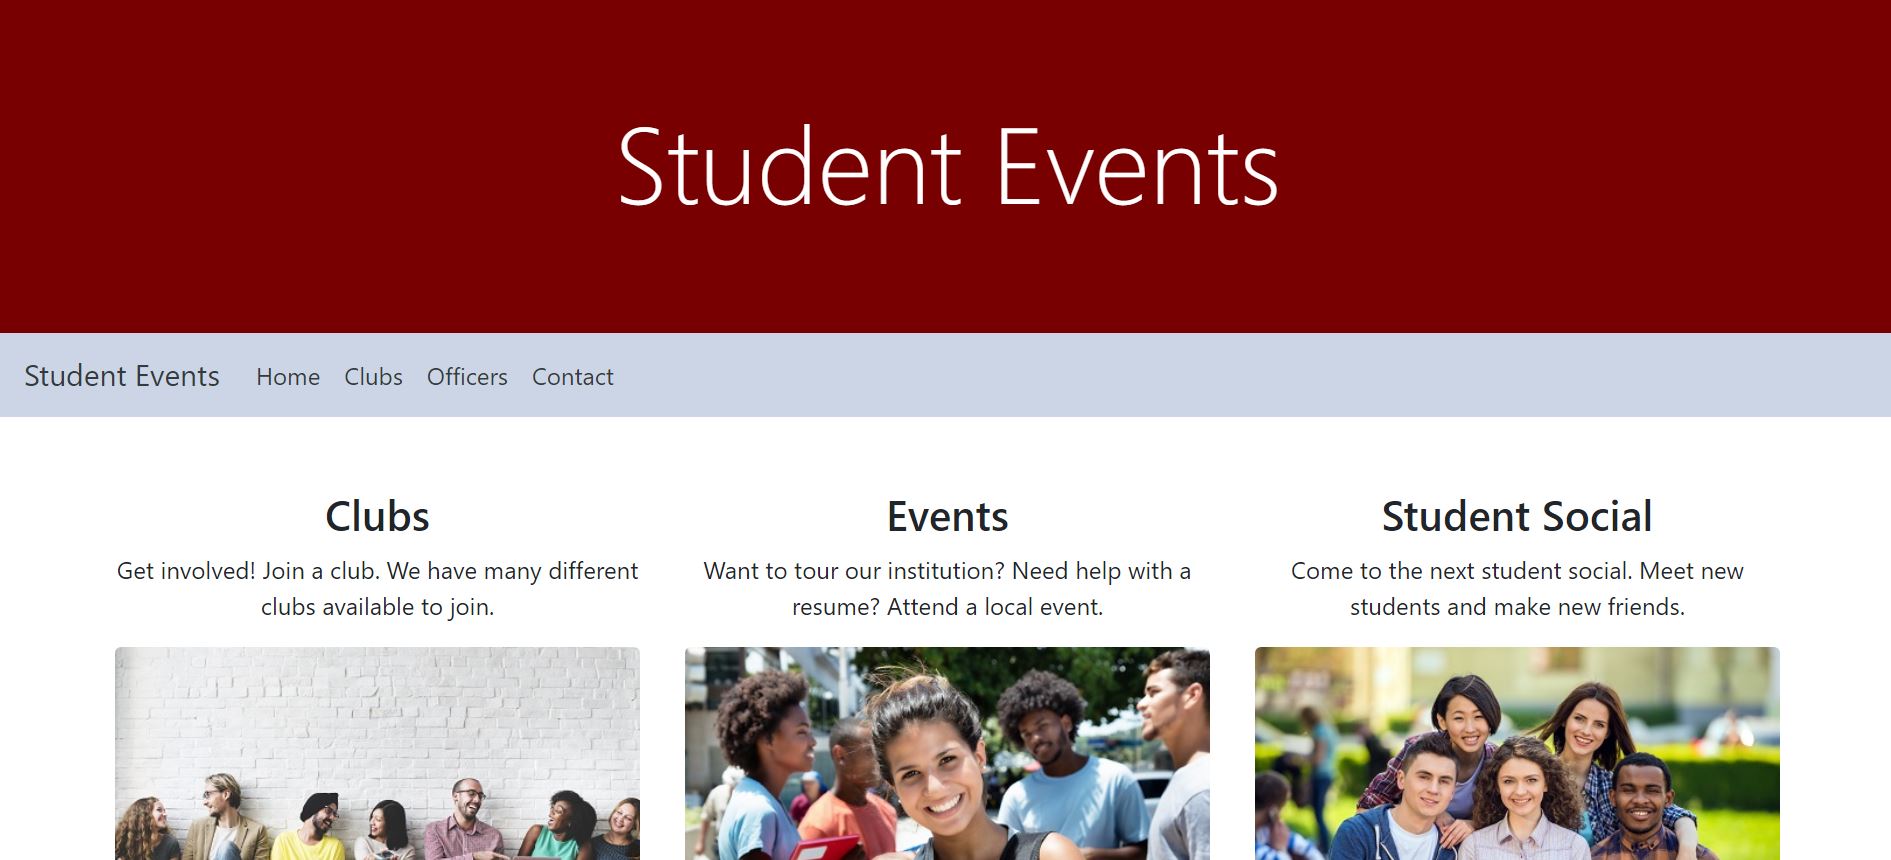 Student Events
Student Events Home Clubs Officers Contact
Clubs
Get involved! Join a club. We have many different
clubs available to join.
Events
Want to tour our institution? Need help with a
resume? Attend a local event.
Student Social
Come to the next student social. Meet new
students and make new friends.